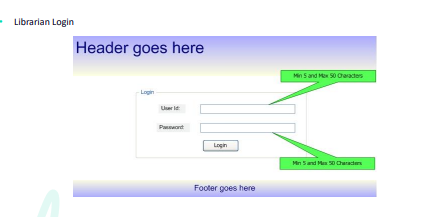 Librarian Login
Header goes here
Min 5 and Max 50 Characters
Login
User Id:
Password:
Login
Min 5 and Max 50 Characters
Footer goes here